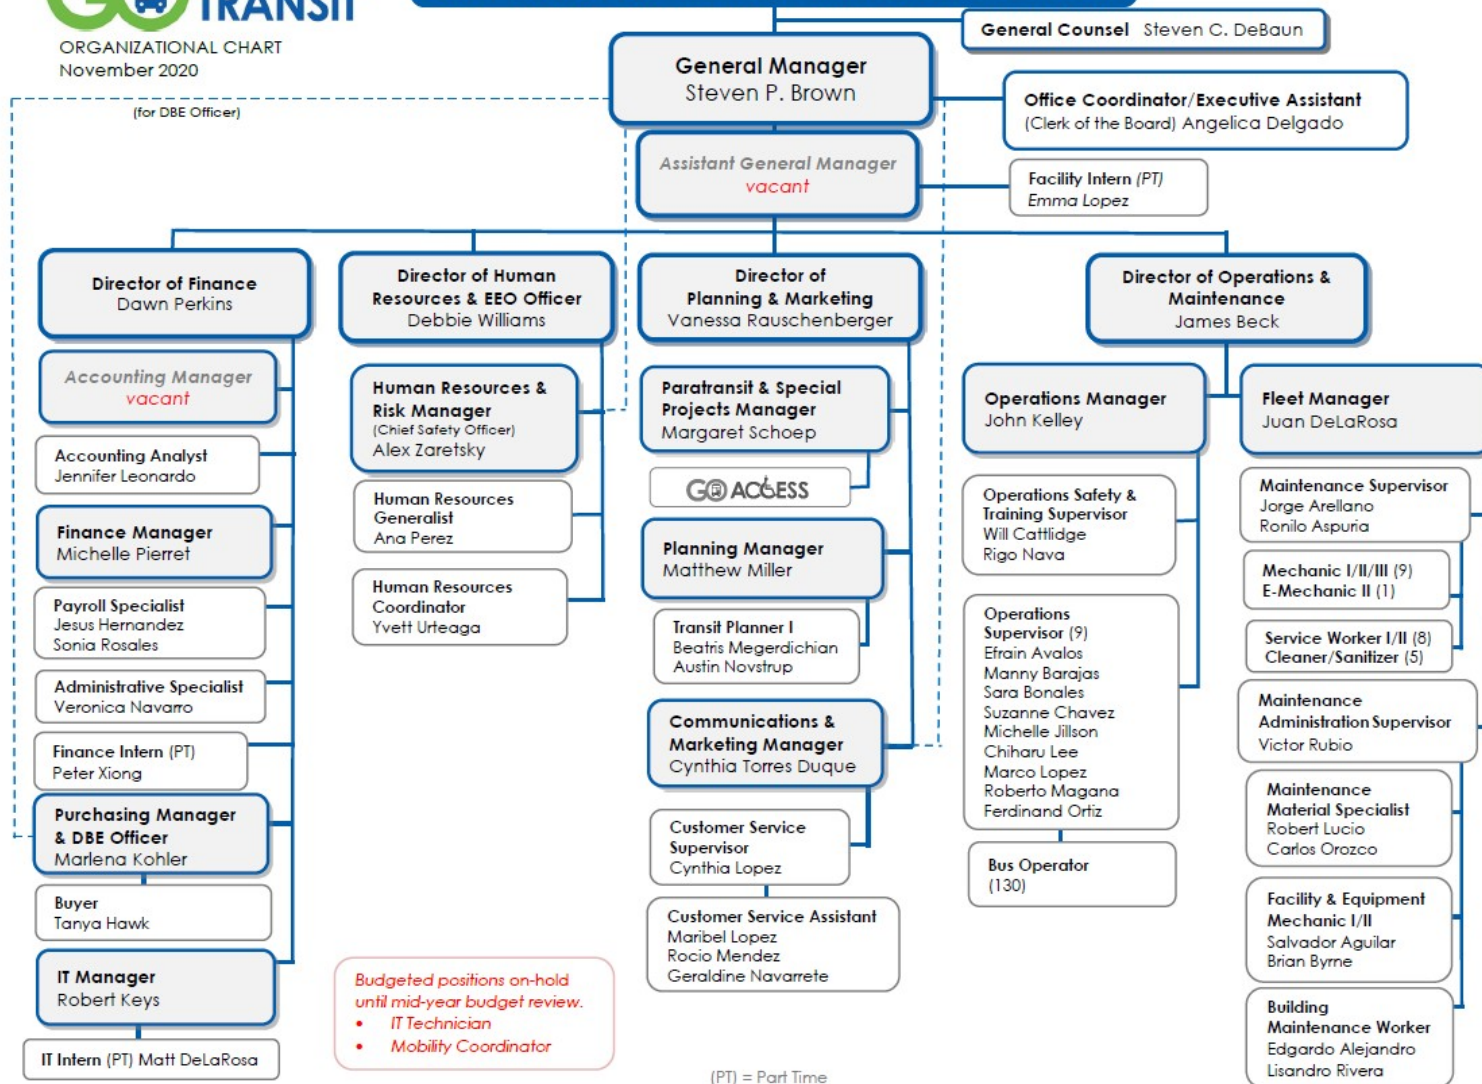 GO TRANSIT
ORGANIZATIONAL CHART
November 2020
(for DBE Officer)
General Counsel Steven C. DeBaun
General Manager
Steven P. Brown
Office Coordinator/Executive Assistant
(Clerk of the Board) Angelica Delgado
Assistant General Manager
vacant
Facility Intern (PT)
Emma Lopez
Director of Finance
Dawn Perkins
Accounting Manager
vacant
Accounting Analyst
Jennifer Leonardo
Finance Manager
Michelle Pierret
Payroll Specialist
Jesus Hernandez
Sonia Rosales
Administrative Specialist
Veronica Navarro
Finance Intern (PT)
Peter Xiong
Purchasing Manager
& DBE Officer
Marlena Kohler
Buyer
Tanya Hawk
IT Manager
Robert Keys
IT Intern (PT) Matt DeLaRosa
Director of Human
Resources & EEO Officer
Debbie Williams
Human Resources &
Risk Manager
(Chief Safety Officer)
Alex Zaretsky
Human Resources
Generalist
Ana Perez
Human Resources
Coordinator
Yvett Urteaga
Budgeted positions on-hold
until mid-year budget review.
• IT Technician
• Mobility Coordinator
Director of
Planning & Marketing
Vanessa Rauschenberger
Paratransit & Special
Projects Manager
Margaret Schoep
GO ACCESS
Planning Manager
Matthew Miller
Transit Planner I
Beatris Megerdichian
Austin Novstrup
Communications &
Marketing Manager
Cynthia Torres Duque
Customer Service
Supervisor
Cynthia Lopez
Customer Service Assistant
Maribel Lopez
Rocio Mendez
Geraldine Navarrete
(PT) = Part Time
Director of Operations &
Maintenance
James Beck
Operations Manager
John Kelley
Operations Safety &
Training Supervisor
Will Cattlidge
Rigo Nava
Operations
Supervisor (9)
Efrain Avalos
Manny Barajas
Sara Bonales
Suzanne Chavez
Michelle Jillson
Chiharu Lee
Marco Lopez
Roberto Magana
Ferdinand Ortiz
Bus Operator
(130)
Fleet Manager
Juan DeLaRosa
Maintenance Supervisor
Jorge Arellano
Ronilo Aspuria
Mechanic I/II/III (9)
E-Mechanic II (1)
Service Worker I/II (8)
Cleaner/Sanitizer (5)
Maintenance
Administration Supervisor
Victor Rubio
Maintenance
Material Specialist
Robert Lucio
Carlos Orozco
Facility & Equipment
Mechanic I/II
Salvador Aguilar
Brian Byrne
Building
Maintenance Worker
Edgardo Alejandro
Lisandro Rivera